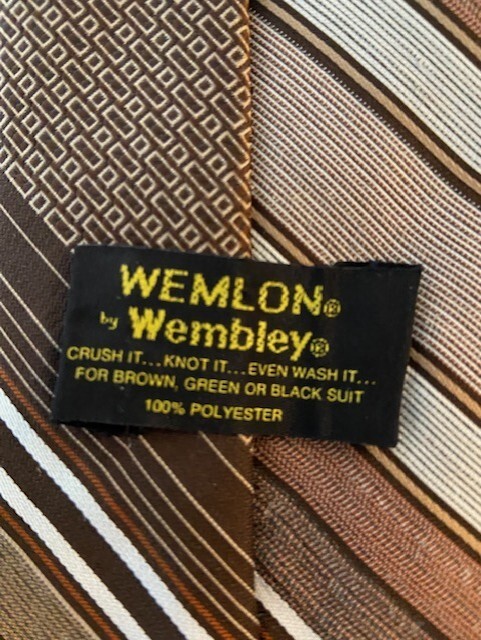 WEMLON®
by Wembley®
CRUSH IT...KNOT IT...EVEN WASH IT...
FOR BROWN, GREEN OR BLACK SUIT
100% POLYESTER